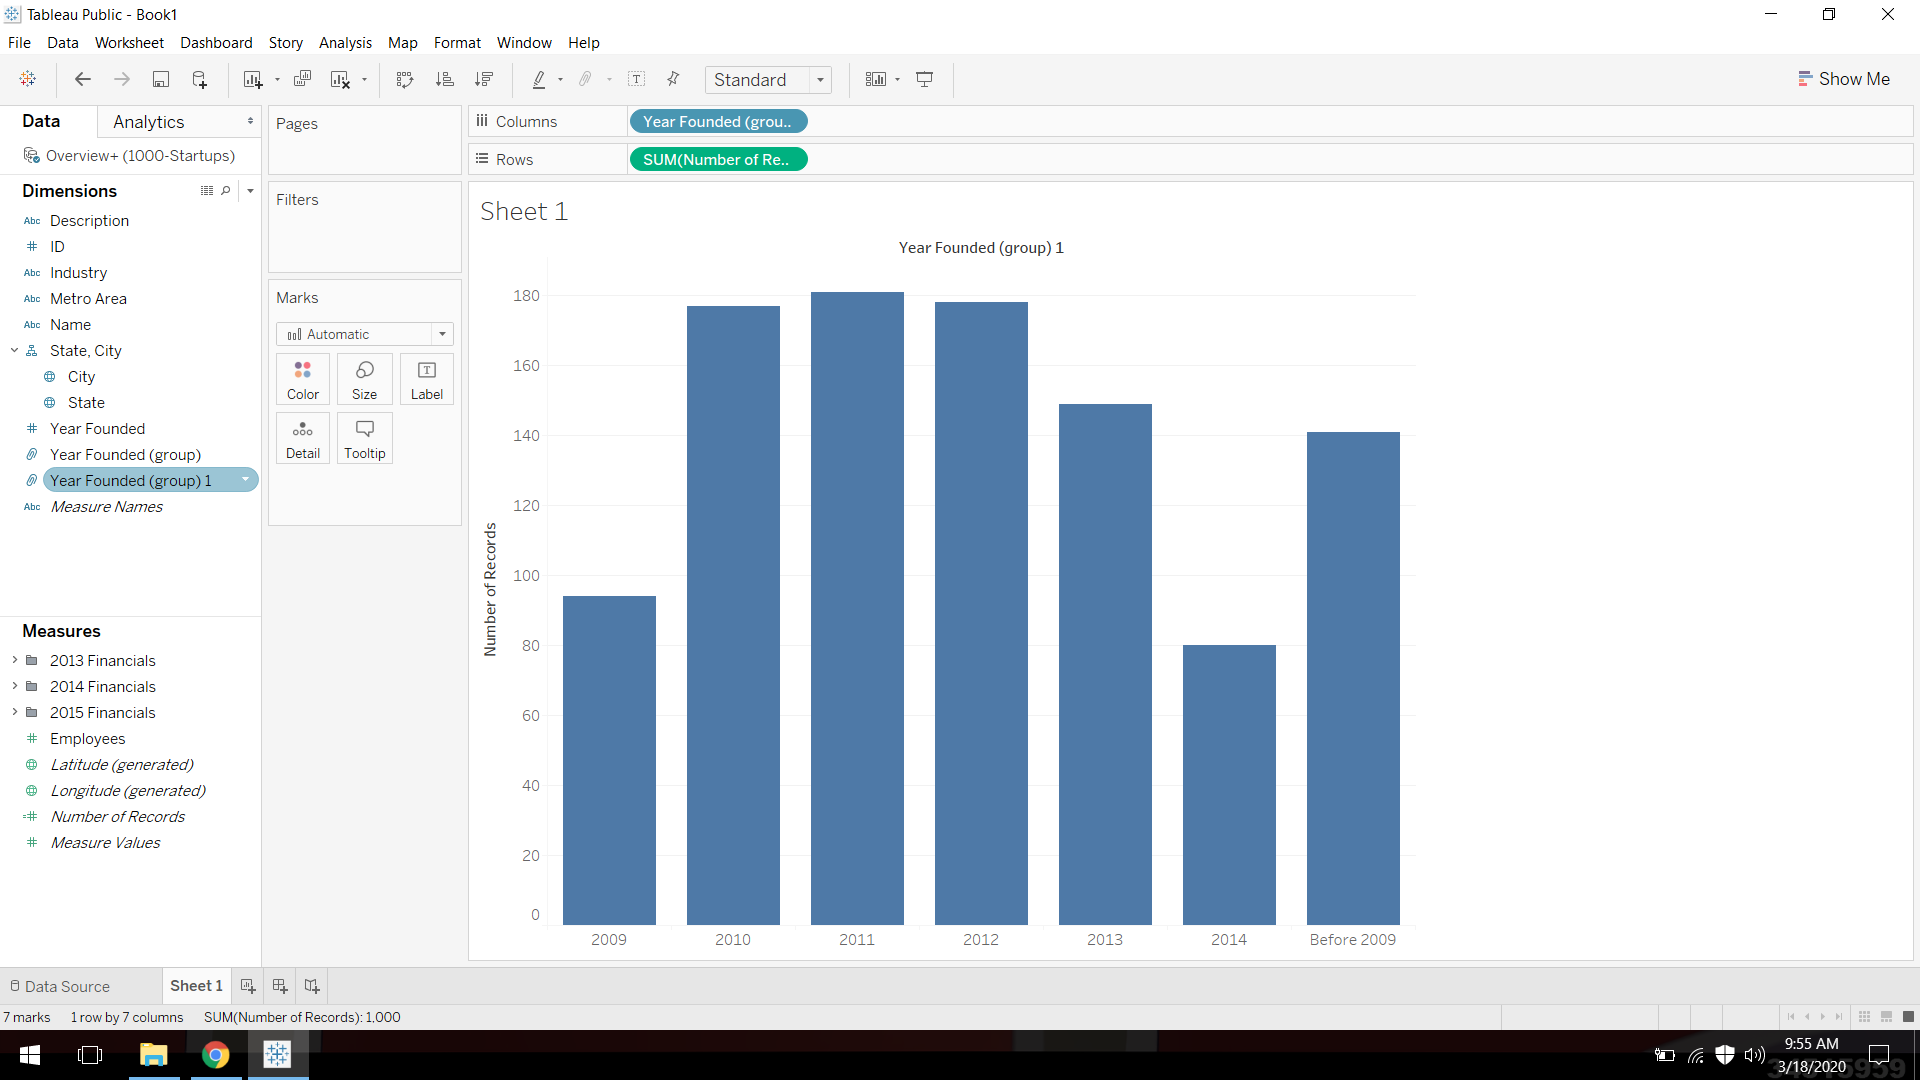 Tableau Public - Book1
File Data Worksheet Dashboard Story Analysis Map Format Window Help
Standard
Show Me
Data
Analytics
Overview+ (1000-Startups)
Dimensions
Abc Description
# ID
Abc Industry
Abc Metro Area
Abc Name
State, City
City
State
# Year Founded
Year Founded (group)
Year Founded (group) 1
Abc Measure Names
Measures
2013 Financials
2014 Financials
2015 Financials
# Employees
Latitude (generated)
Longitude (generated)
=# Number of Records
# Measure Values
Pages
Filters
Marks
Automatic
Color
Size
T
Label
Detail
Tooltip
Columns
Year Founded (grou..
Rows
SUM(Number of Re..
Sheet 1
Year Founded (group) 1
Number of Records
180
160
140
120
100
80
60
40
20
0
2009 2010 2011 2012 2013 2014 Before 2009
Data Source
Sheet 1
7 marks 1 row by 7 columns SUM(Number of Records): 1,000
9:55 AM
3/18/2020